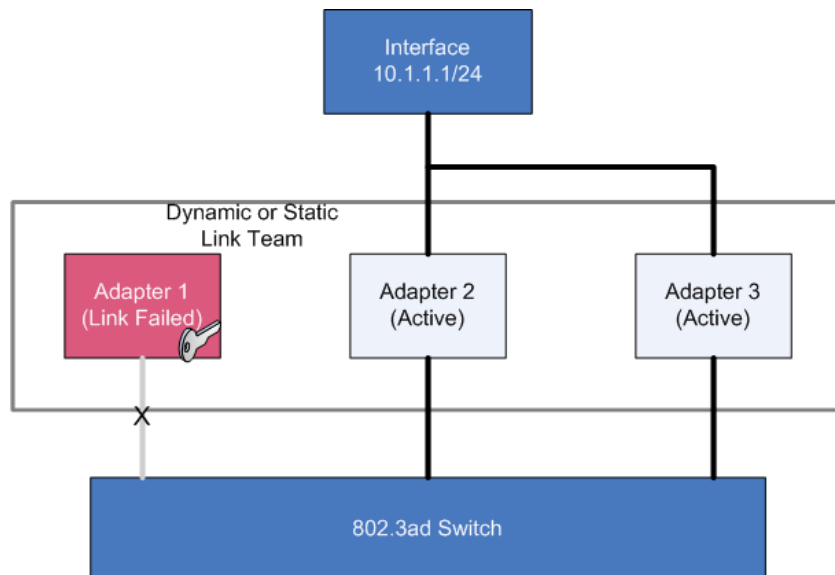 Interface
10.1.1.1/24
Dynamic or Static
Link Team
Adapter 1
(Link Failed)
Adapter 2
(Active)
Adapter 3
(Active)
X
802.3ad Switch